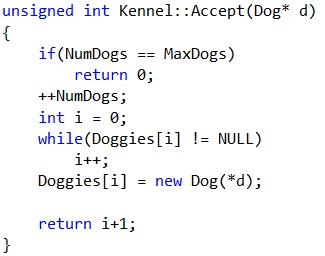 unsigned int Kennel::Accept(Dog* d)
{
    if(NumDogs == MaxDogs)
        return 0;
    ++NumDogs;
    int i = 0;
    while(Doggies[i] != NULL)
        i++;
    Doggies[i] = new Dog(*d);

    return i+1;
}